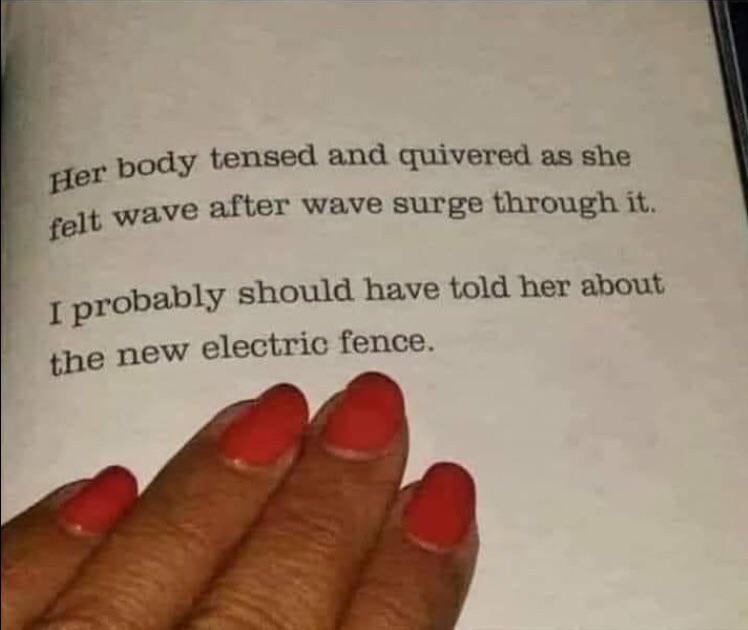 Her body tensed and quivered as she
felt wave after wave surge through it.
I probably should have told her about
the new electric fence.